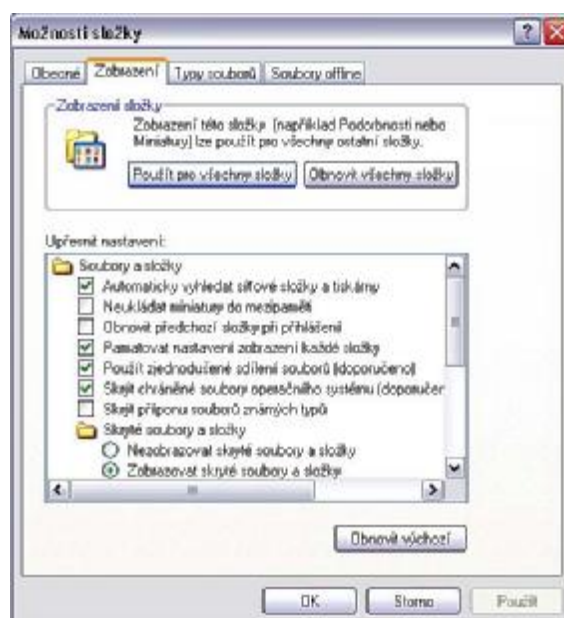 Možnosti složky
Obecné Zobrazení Typy souborů Soubory offline
Zobrazení složky
Zobrazení této složky (například Podrobnosti nebo
Miniatury) lze použít pro všechny ostatní složky.
Použít pro všechny složky Obnovit všechny složky
Upřesnit nastavení:
Soubory a složky
Automaticky vyhledat síťové složky a tiskárny
Neukládat miniatury do mezipaměti
Obnovit předchozí složky při přihlášení
Pamatovat nastavení zobrazení každé složky
Použít zjednodušené sdílení souborů (doporučeno)
Skrýt chráněné soubory operačního systému (doporučer
Skrýt příponu souborů známých typů
Skryté soubory a složky
Nezobrazovat skryté soubory a složky
Zobrazovat skryté soubory a složky
Obnovit výchozí
OK Storno Použít